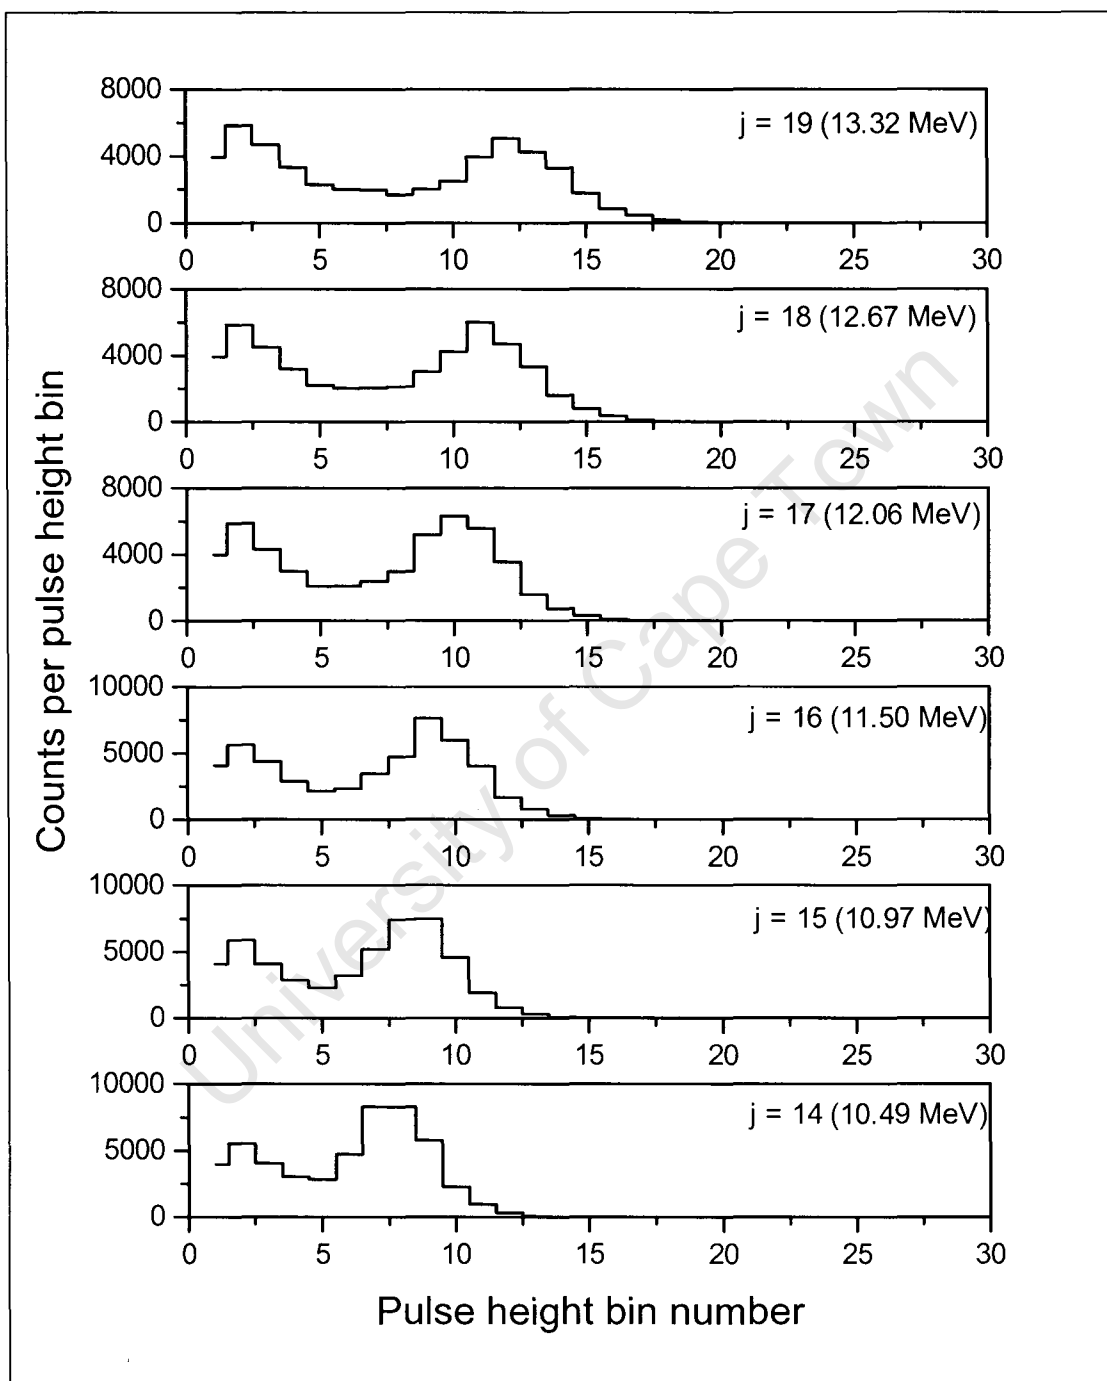 8000
j = 19 (13.32 MeV)
4000
0
0 5 10 15 20 25 30
8000
j = 18 (12.67 MeV)
4000
0
0 5 10 15 20 25 30
8000
j = 17 (12.06 MeV)
4000
0
0 5 10 15 20 25 30
10000
j = 16 (11.50 MeV)
5000
0
0 5 10 15 20 25 30
10000
j = 15 (10.97 MeV)
5000
0
0 5 10 15 20 25 30
10000
j = 14 (10.49 MeV)
5000
0
0 5 10 15 20 25 30
Counts per pulse height bin
Pulse height bin number
University of Cape Town